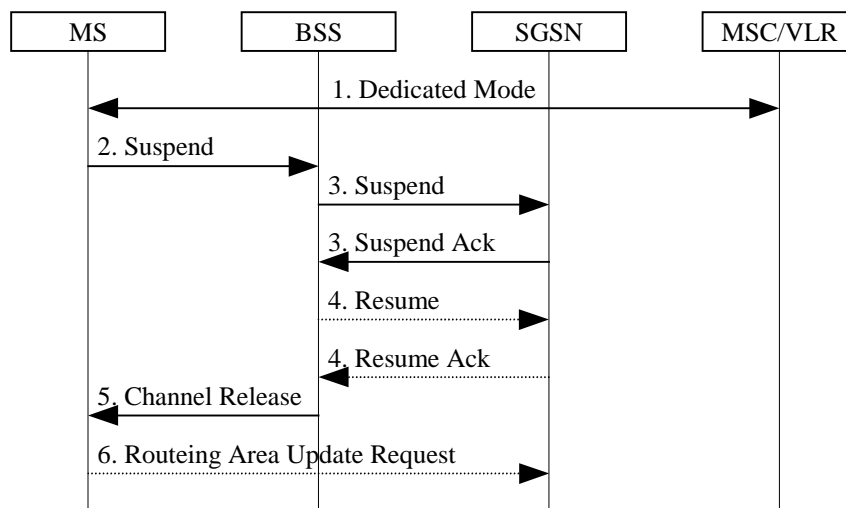 MS
BSS
SGSN
MSC/VLR
1. Dedicated Mode
2. Suspend
3. Suspend
3. Suspend Ack
4. Resume
4. Resume Ack
5. Channel Release
6. Routeing Area Update Request